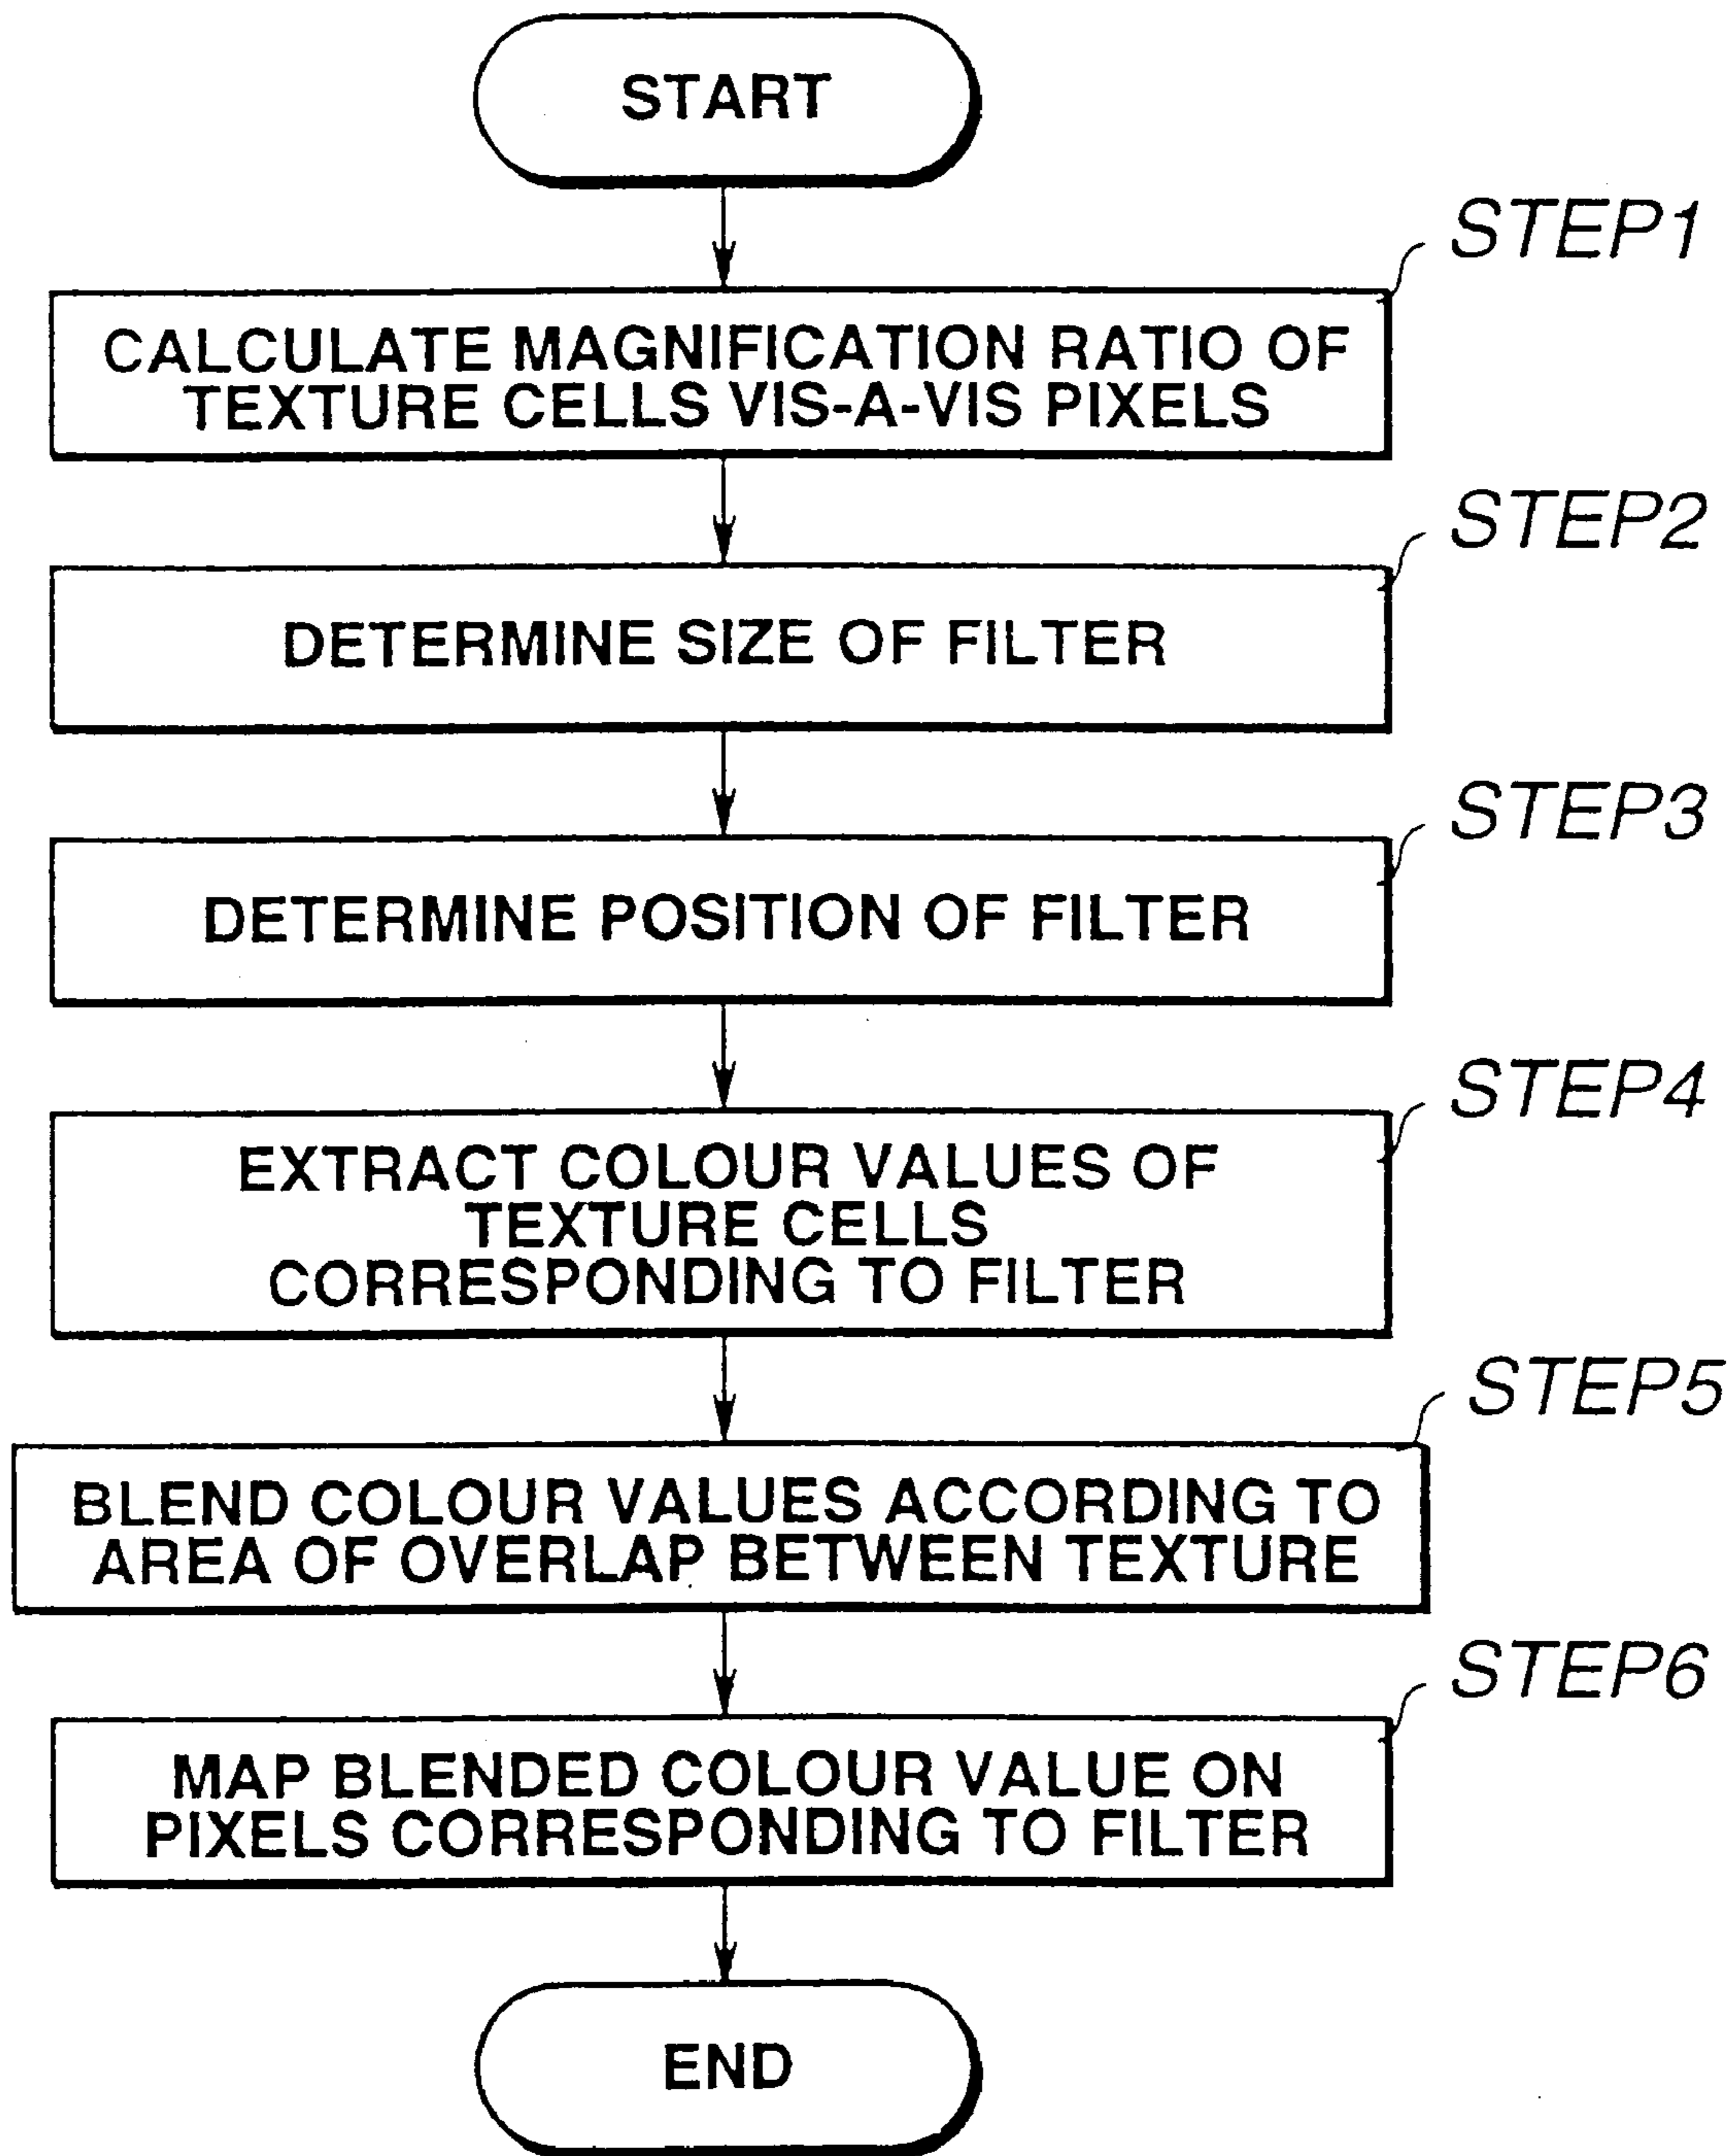 START
STEP1
CALCULATE MAGNIFICATION RATIO OF
TEXTURE CELLS VIS-A-VIS PIXELS
STEP2
DETERMINE SIZE OF FILTER
STEP3
DETERMINE POSITION OF FILTER
STEP4
EXTRACT COLOUR VALUES OF
TEXTURE CELLS
CORRESPONDING TO FILTER
STEP5
BLEND COLOUR VALUES ACCORDING TO
AREA OF OVERLAP BETWEEN TEXTURE
STEP6
MAP BLENDED COLOUR VALUE ON
PIXELS CORRESPONDING TO FILTER
END